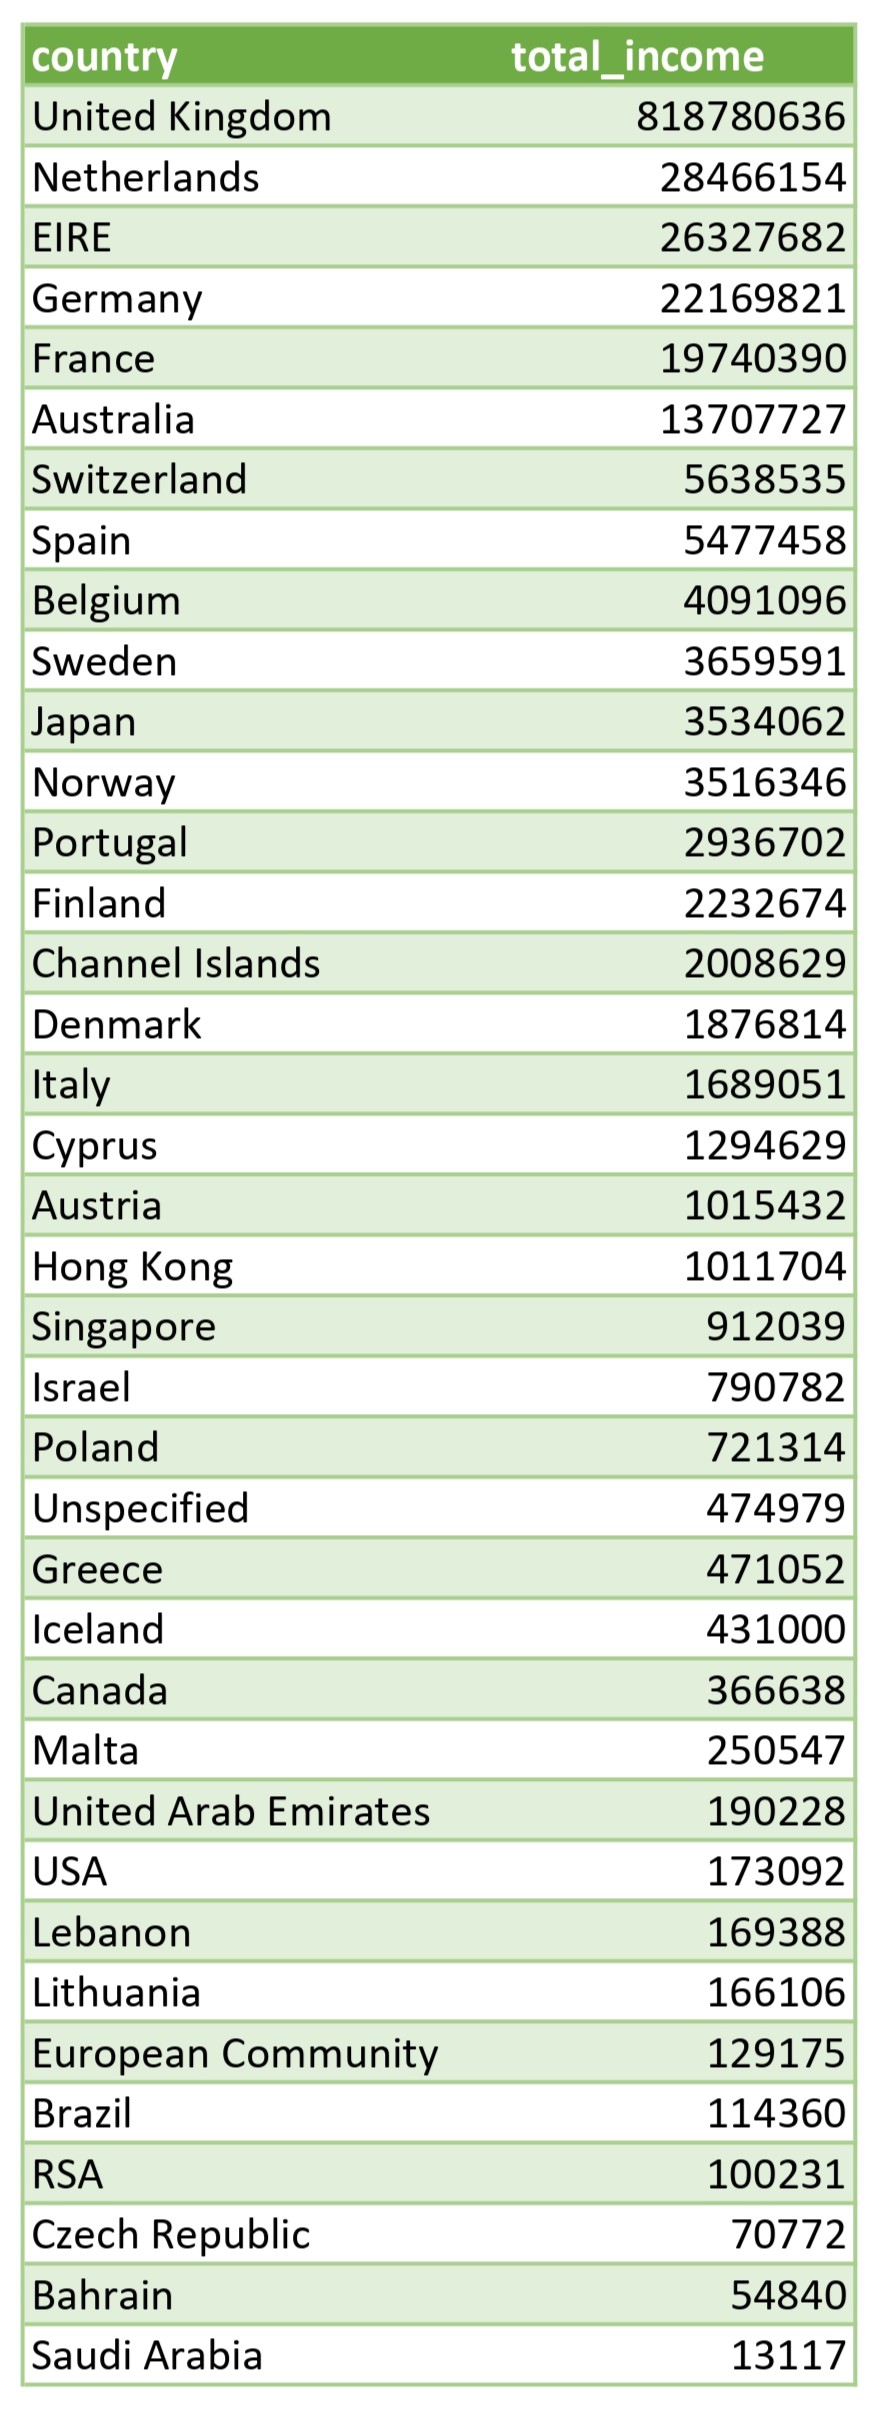 country total_income
United Kingdom 818780636
Netherlands 28466154
EIRE 26327682
Germany 22169821
France 19740390
Australia 13707727
Switzerland 5638535
Spain 5477458
Belgium 4091096
Sweden 3659591
Japan 3534062
Norway 3516346
Portugal 2936702
Finland 2232674
Channel Islands 2008629
Denmark 1876814
Italy 1689051
Cyprus 1294629
Austria 1015432
Hong Kong 1011704
Singapore 912039
Israel 790782
Poland 721314
Unspecified 474979
Greece 471052
Iceland 431000
Canada 366638
Malta 250547
United Arab Emirates 190228
USA 173092
Lebanon 169388
Lithuania 166106
European Community 129175
Brazil 114360
RSA 100231
Czech Republic 70772
Bahrain 54840
Saudi Arabia 13117